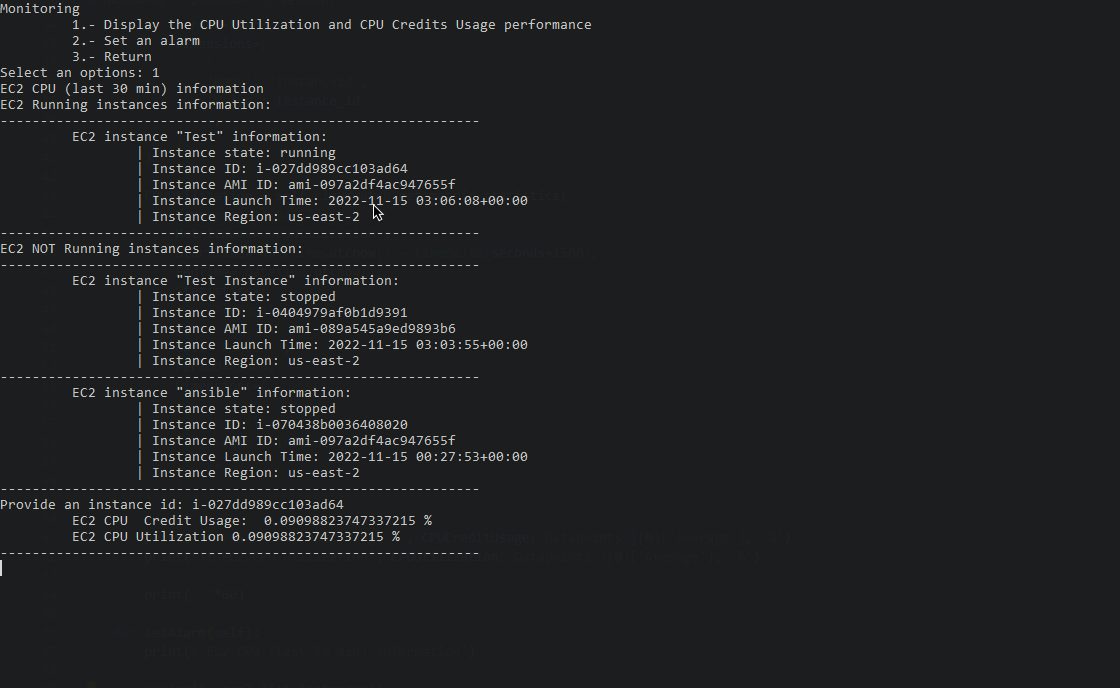 Monitoring
1.- Display the CPU Utilization and CPU Credits Usage performance
2.- Set an alarm
3.- Return
Select an options: 1
EC2 CPU (last 30 min) information
EC2 Running instances information:
------------------------------------------------------------
EC2 instance "Test" information:
| Instance state: running
| Instance ID: i-027dd989cc103ad64
| Instance AMI ID: ami-097a2df4ac947655f
| Instance Launch Time: 2022-11-15 03:06:08+00:00
| Instance Region: us-east-2
------------------------------------------------------------
EC2 NOT Running instances information:
------------------------------------------------------------
EC2 instance "Test Instance" information:
| Instance state: stopped
| Instance ID: i-0404979af0b1d9391
| Instance AMI ID: ami-089a545a9ed9893b6
| Instance Launch Time: 2022-11-15 03:03:55+00:00
| Instance Region: us-east-2
------------------------------------------------------------
EC2 instance "ansible" information:
| Instance state: stopped
| Instance ID: i-070438b0036408020
| Instance AMI ID: ami-097a2df4ac947655f
| Instance Launch Time: 2022-11-15 00:27:53+00:00
| Instance Region: us-east-2
------------------------------------------------------------
Provide an instance id: i-027dd989cc103ad64
EC2 CPU  Credit Usage:  0.09098823747337215 %
EC2 CPU Utilization 0.09098823747337215 %
------------------------------------------------------------